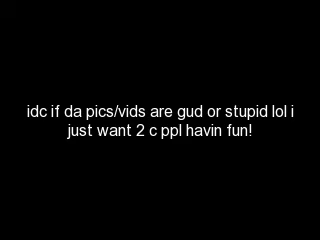 idc if da pics/vids are gud or stupid lol i
just want 2 c ppl havin fun!